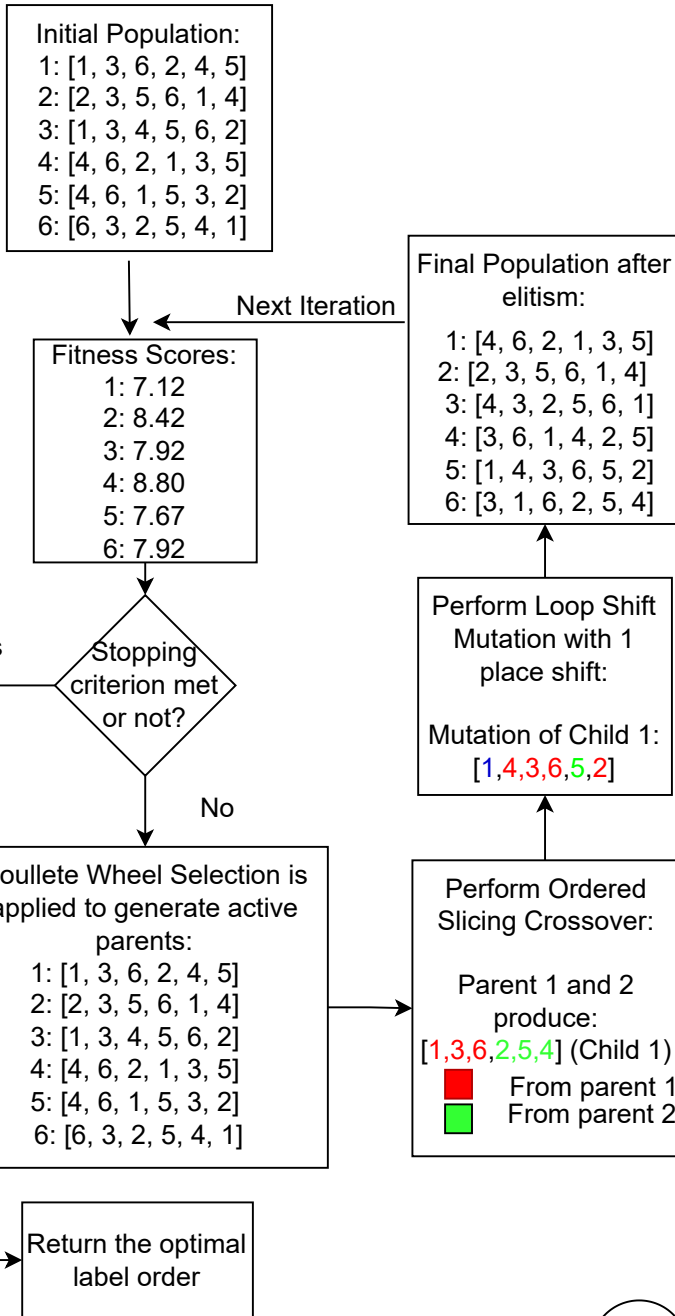 Initial Population:
1: [1, 3, 6, 2, 4, 5]
2: [2, 3, 5, 6, 1, 4]
3: [1, 3, 4, 5, 6, 2]
4: [4, 6, 2, 1, 3, 5]
5: [4, 6, 1, 5, 3, 2]
6: [6, 3, 2, 5, 4, 1]
Next Iteration
Fitness Scores:
1: 7.12
2: 8.42
3: 7.92
4: 8.80
5: 7.67
6: 7.92
Stopping
criterion met
or not?
No
oullete Wheel Selection is
applied to generate active
parents:
1: [1, 3, 6, 2, 4, 5]
2: [2, 3, 5, 6, 1, 4]
3: [1, 3, 4, 5, 6, 2]
4: [4, 6, 2, 1, 3, 5]
5: [4, 6, 1, 5, 3, 2]
6: [6, 3, 2, 5, 4, 1]
Perform Ordered
Slicing Crossover:
Parent 1 and 2
produce:
[1,3,6,2,5,4] (Child 1)
From parent 1
From parent 2
Perform Loop Shift
Mutation with 1
place shift:
Mutation of Child 1:
[1,4,3,6,5,2]
Final Population after
elitism:
1: [4, 6, 2, 1, 3, 5]
2: [2, 3, 5, 6, 1, 4]
3: [4, 3, 2, 5, 6, 1]
4: [3, 6, 1, 4, 2, 5]
5: [1, 4, 3, 6, 5, 2]
6: [3, 1, 6, 2, 5, 4]
Return the optimal
label order